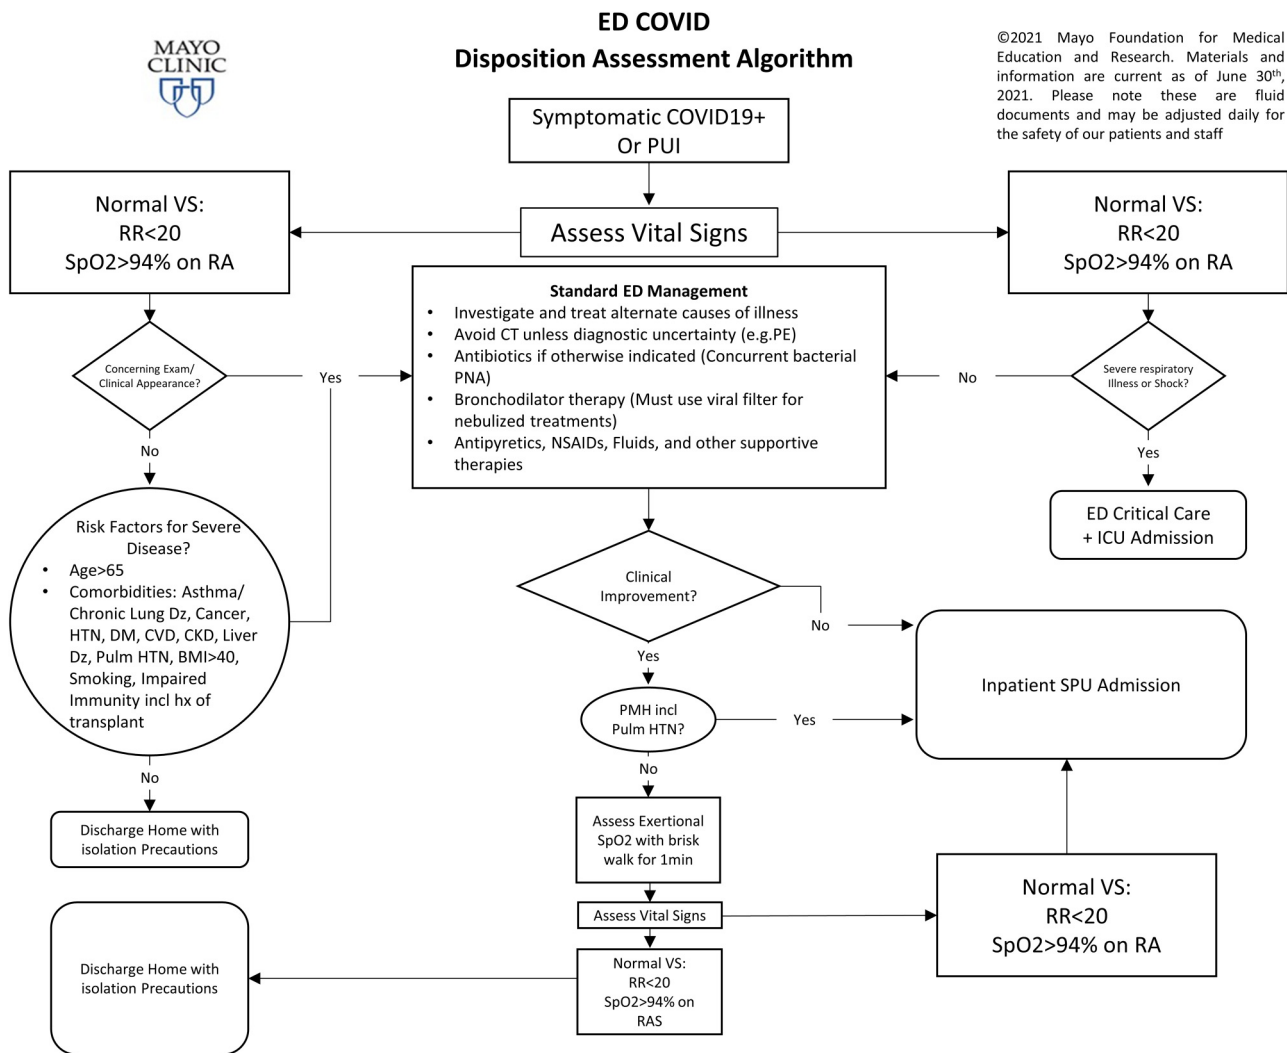 MAYO
CLINIC
ED COVID
Disposition Assessment Algorithm
©2021 Mayo Foundation for Medical
Education and Research. Materials and
information are current as of June 30th,
2021. Please note these are fluid
documents and may be adjusted daily for
the safety of our patients and staff
Symptomatic COVID19+
Or PUI
Assess Vital Signs
Normal VS:
RR<20
SpO2>94% on RA
Normal VS:
RR<20
SpO2>94% on RA
Concerning Exam/
Clinical Appearance?
Yes
No
Standard ED Management
• Investigate and treat alternate causes of illness
• Avoid CT unless diagnostic uncertainty (e.g.PE)
• Antibiotics if otherwise indicated (Concurrent bacterial
PNA)
• Bronchodilator therapy (Must use viral filter for
nebulized treatments)
• Antipyretics, NSAIDs, Fluids, and other supportive
therapies
No
Severe respiratory
Illness or Shock?
Yes
ED Critical Care
+ ICU Admission
Risk Factors for Severe
Disease?
• Age>65
• Comorbidities: Asthma/
Chronic Lung Dz, Cancer,
HTN, DM, CVD, CKD, Liver
Dz, Pulm HTN, BMI>40,
Smoking, Impaired
Immunity incl hx of
transplant
No
Discharge Home with
isolation Precautions
Clinical
Improvement?
No
Yes
Inpatient SPU Admission
PMH incl
Pulm HTN?
Yes
No
Assess Exertional
SpO2 with brisk
walk for 1min
Assess Vital Signs
Normal VS:
RR<20
SpO2>94% on RA
Normal VS:
RR<20
SpO2>94% on
RAS
Discharge Home with
isolation Precautions